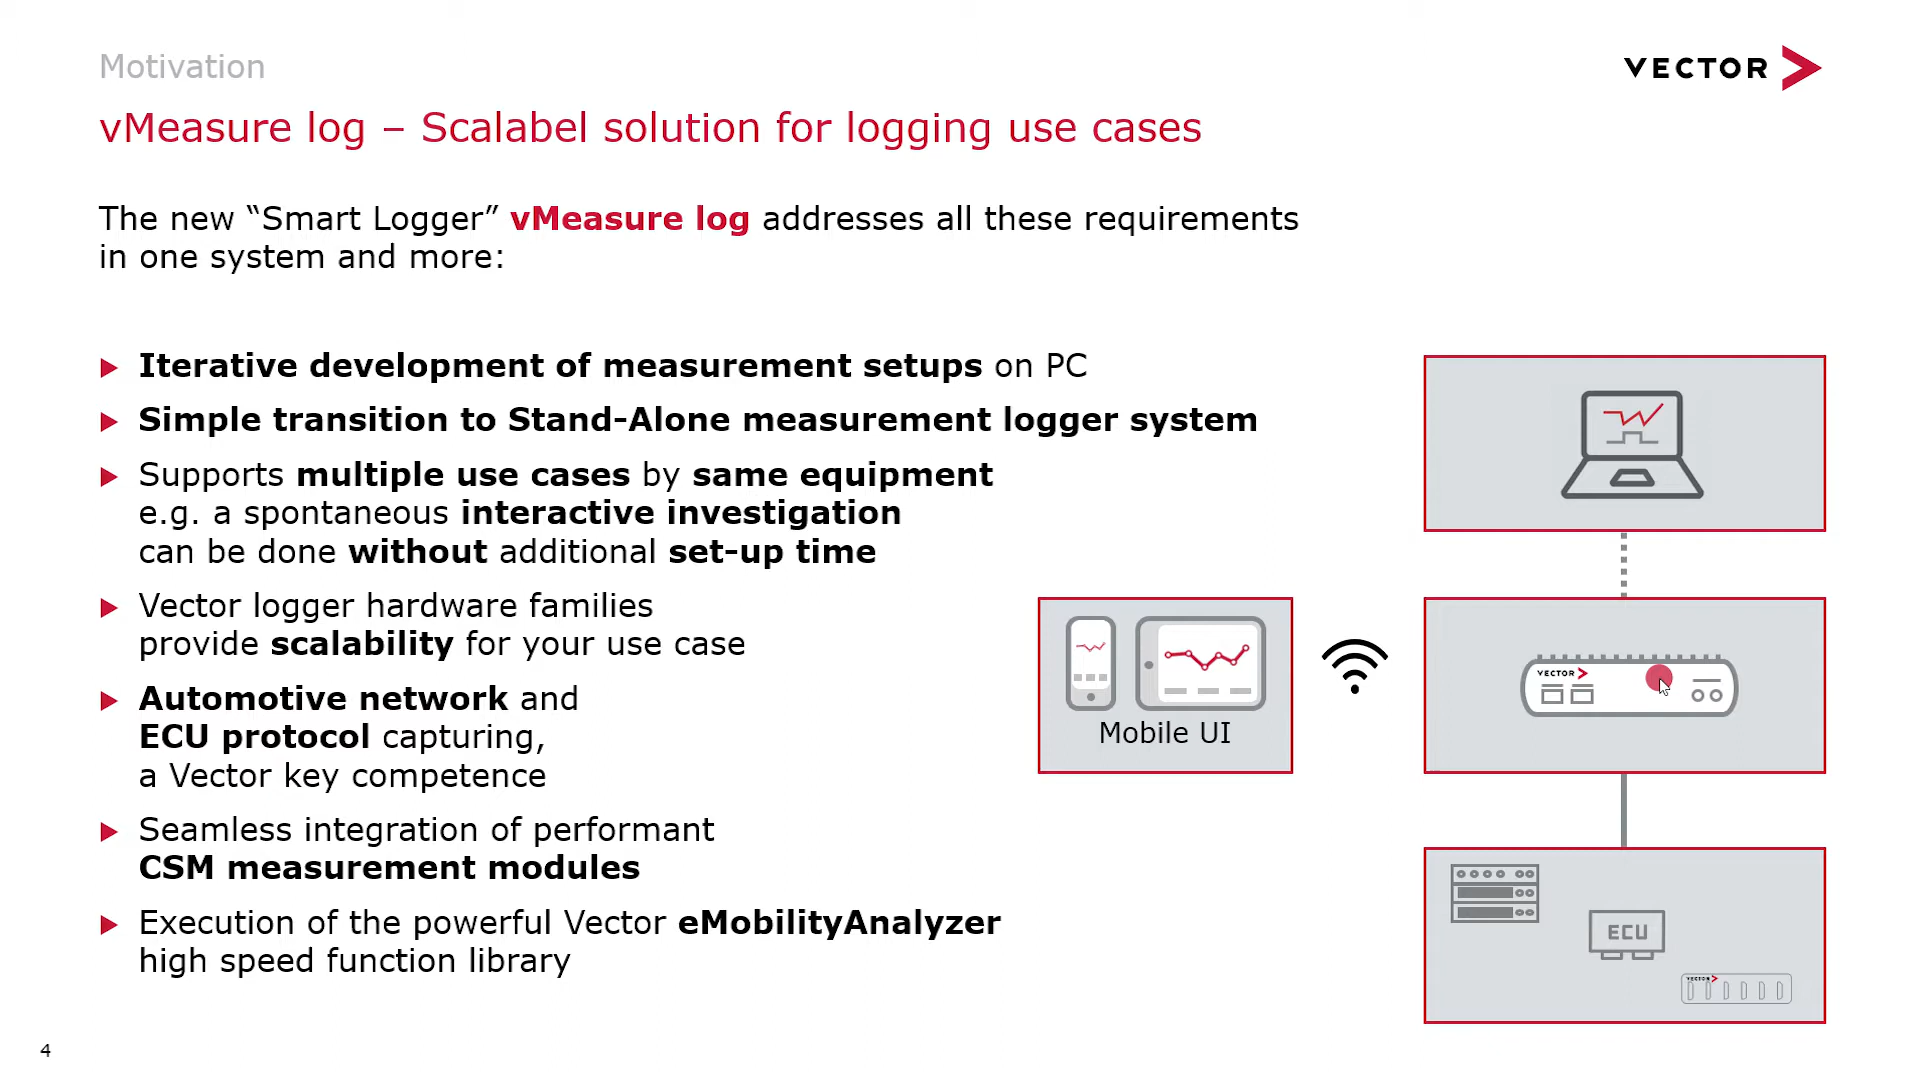 Motivation
VECTOR
vMeasure log – Scalabel solution for logging use cases
The new “Smart Logger” vMeasure log addresses all these requirements
in one system and more:
Iterative development of measurement setups on PC
Simple transition to Stand-Alone measurement logger system
Supports multiple use cases by same equipment
e.g. a spontaneous interactive investigation
can be done without additional set-up time
Vector logger hardware families
provide scalability for your use case
Automotive network and
ECU protocol capturing,
a Vector key competence
Seamless integration of performant
CSM measurement modules
Execution of the powerful Vector eMobilityAnalyzer
high speed function library
Mobile UI
VECTOR
ECU
VECTOR
4